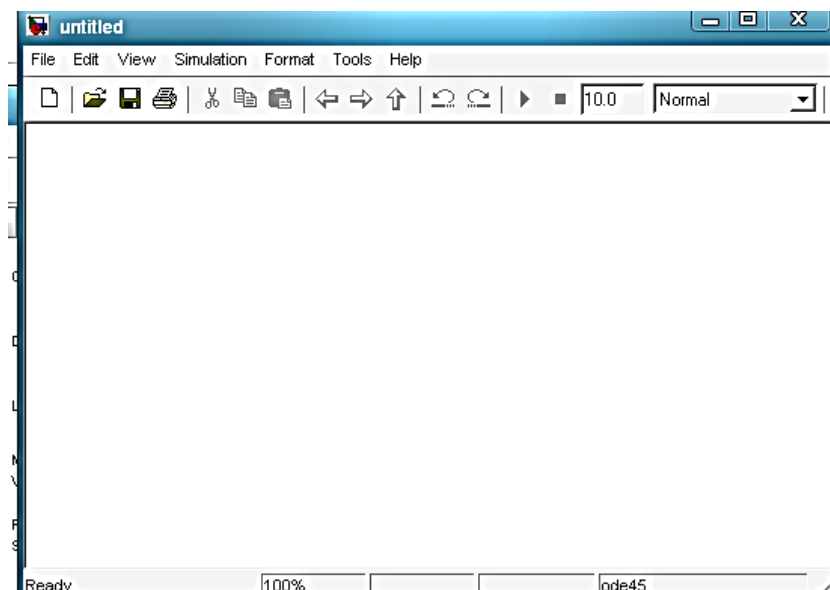 untitled
File Edit View Simulation Format Tools Help
10.0 Normal
Ready 100% ode45